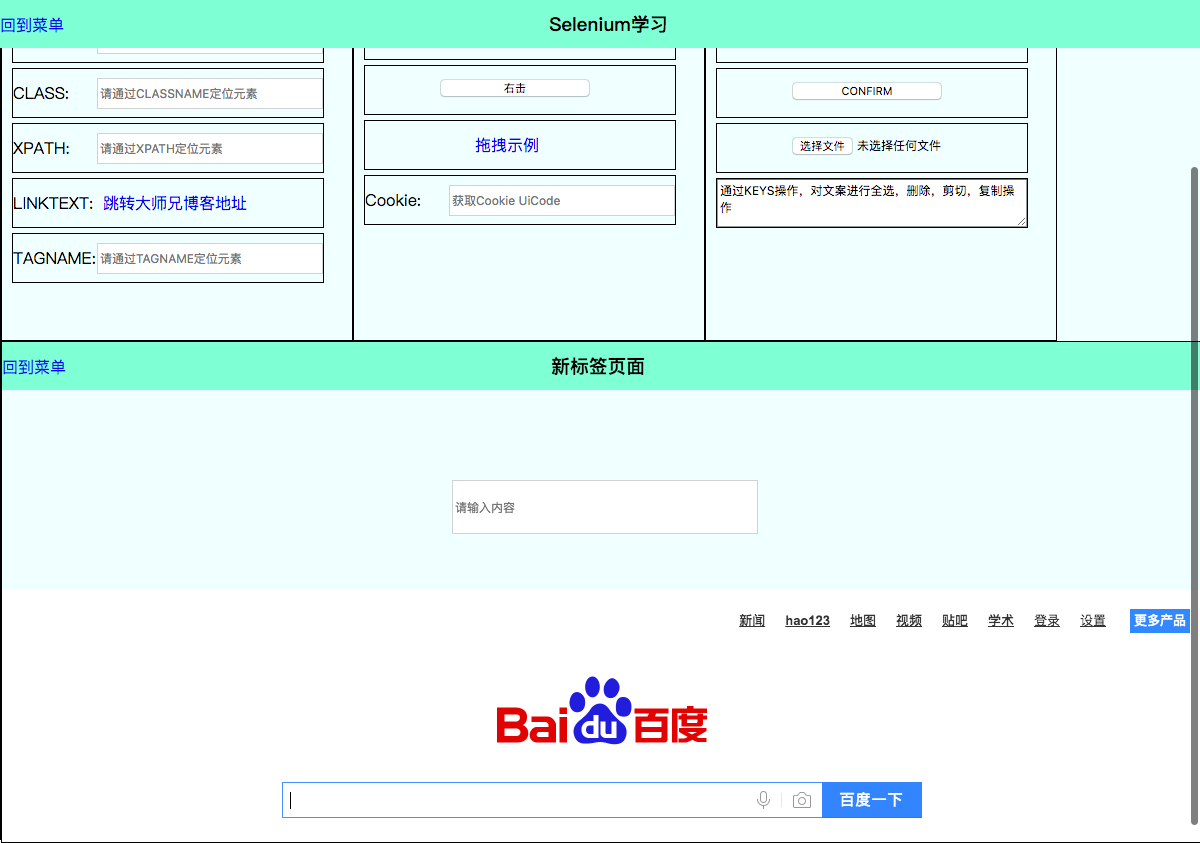 回到菜单
Selenium学习
CLASS: 请通过CLASSNAME定位元素
XPATH: 请通过XPATH定位元素
LINKTEXT: 跳转大师兄博客地址
TAGNAME: 请通过TAGNAME定位元素
右击
拖拽示例
Cookie: 获取Cookie UiCode
CONFIRM
选择文件 未选择任何文件
通过KEYS操作，对文案进行全选，删除，剪切，复制操
作
回到菜单
新标签页面
请输入内容
新闻 hao123 地图 视频 贴吧 学术 登录 设置 更多产品
Bai du 百度
百度一下